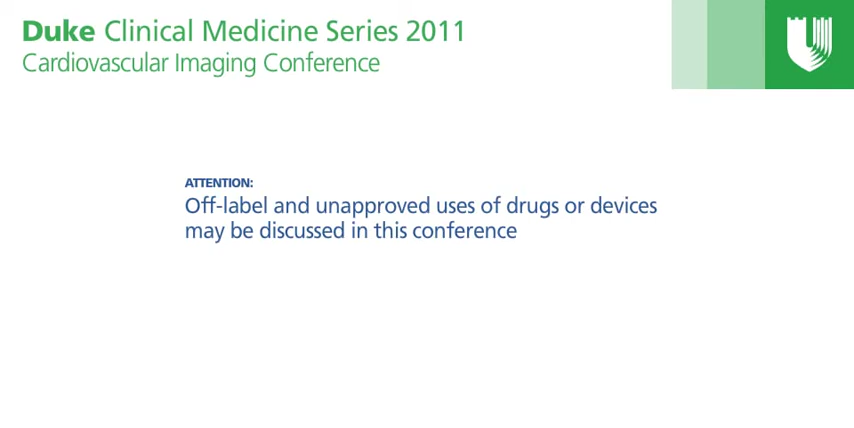 Duke Clinical Medicine Series 2011
Cardiovascular Imaging Conference
ATTENTION:
Off-label and unapproved uses of drugs or devices
may be discussed in this conference